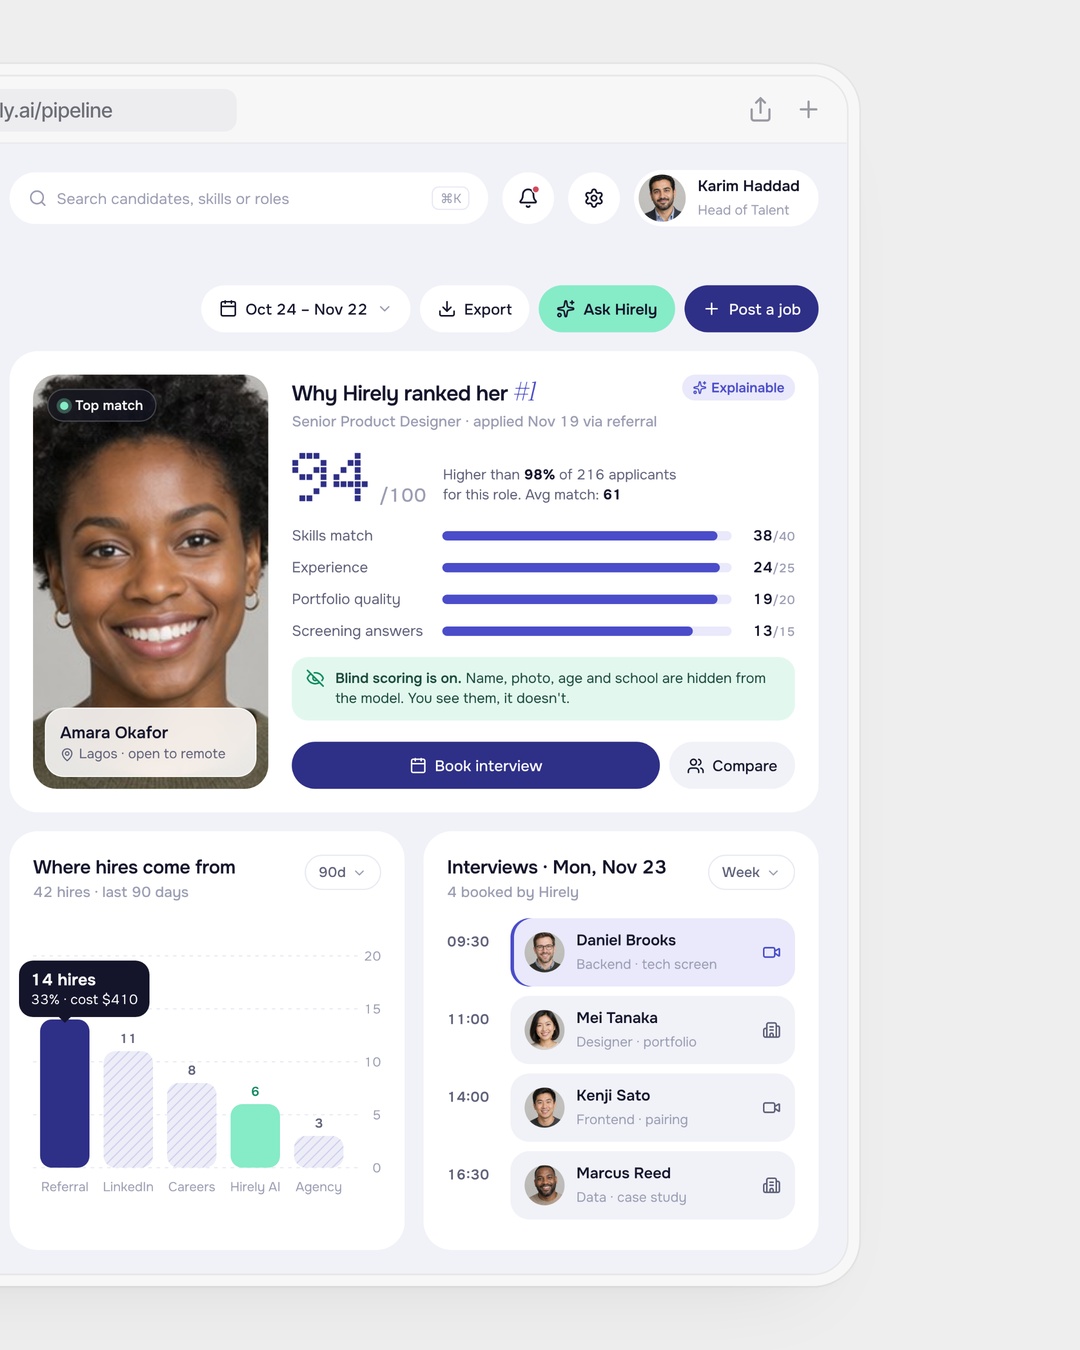 ly.ai/pipeline
Search candidates, skills or roles
⌘K
Karim Haddad
Head of Talent
Oct 24 – Nov 22
Export
Ask Hirely
Post a job
Top match
Amara Okafor
Lagos · open to remote
Why Hirely ranked her #1
Explainable
Senior Product Designer · applied Nov 19 via referral
94 /100
Higher than 98% of 216 applicants
for this role. Avg match: 61
Skills match 38/40
Experience 24/25
Portfolio quality 19/20
Screening answers 13/15
Blind scoring is on. Name, photo, age and school are hidden from
the model. You see them, it doesn't.
Book interview
Compare
Where hires come from
42 hires · last 90 days
90d
20
15
10
5
0
14 hires
33% · cost $410
11
8
6
3
Referral
LinkedIn
Careers
Hirely AI
Agency
Interviews · Mon, Nov 23
4 booked by Hirely
Week
09:30
Daniel Brooks
Backend · tech screen
11:00
Mei Tanaka
Designer · portfolio
14:00
Kenji Sato
Frontend · pairing
16:30
Marcus Reed
Data · case study